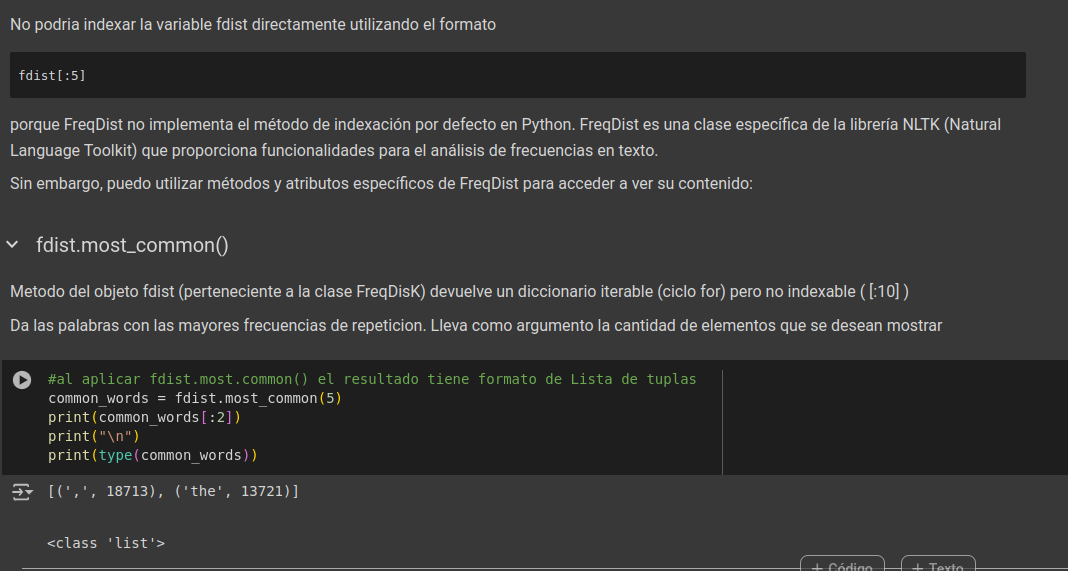 No podria indexar la variable fdist directamente utilizando el formato
fdist[:5]
porque FreqDist no implementa el método de indexación por defecto en Python. FreqDist es una clase específica de la librería NLTK (Natural
Language Toolkit) que proporciona funcionalidades para el análisis de frecuencias en texto.
Sin embargo, puedo utilizar métodos y atributos específicos de FreqDist para acceder a ver su contenido:
fdist.most_common()
Metodo del objeto fdist (perteneciente a la clase FreqDisK) devuelve un diccionario iterable (ciclo for) pero no indexable ( [:10] )
Da las palabras con las mayores frecuencias de repeticion. Lleva como argumento la cantidad de elementos que se desean mostrar
#al aplicar fdist.most.common() el resultado tiene formato de Lista de tuplas
common_words = fdist.most_common(5)
print(common_words[:2])
print("\n")
print(type(common_words))
[(',', 18713), ('the', 13721)]
<class 'list'>
+ Código + Texto